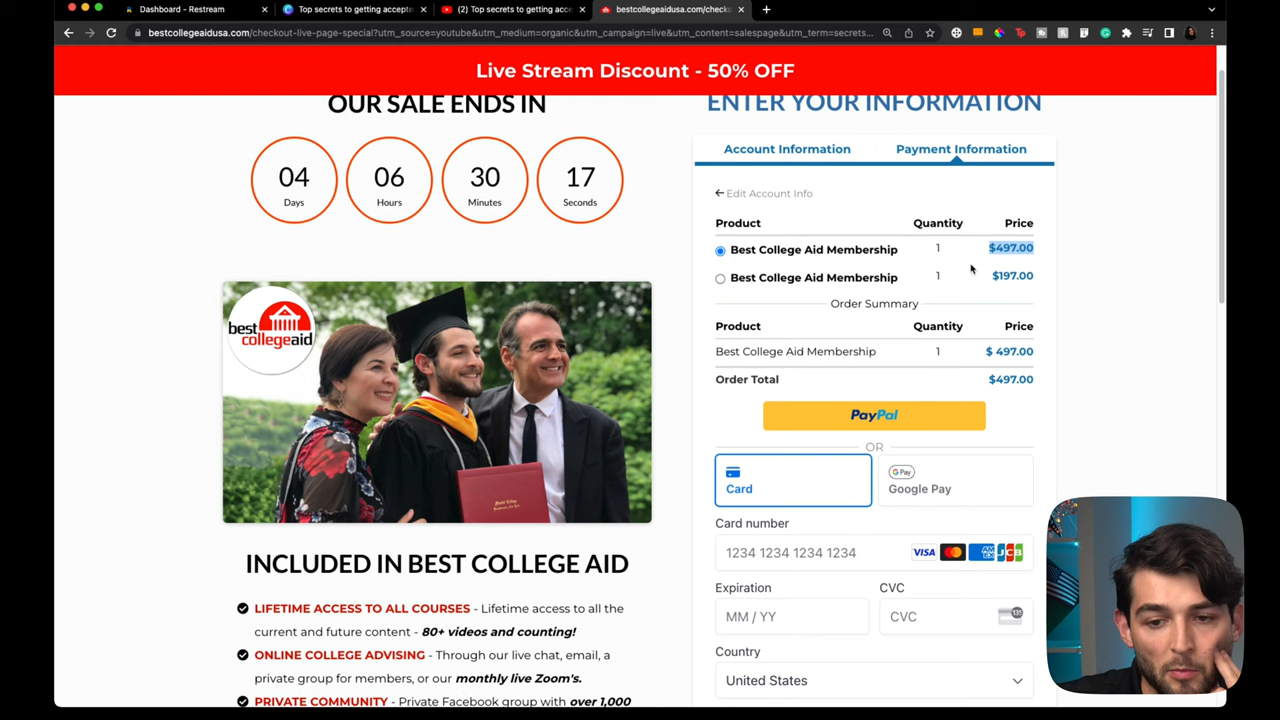 Dashboard - Restream
Top secrets to getting accepte
(2) Top secrets to getting acce
bestcollegeaidusa.com/check
bestcollegeaidusa.com/checkout-live-page-special?utm_source=youtube&utm_medium=organic&utm_campaign=live&utm_content=salespage&utm_term=secrets...
Live Stream Discount - 50% OFF
OUR SALE ENDS IN
04
Days
06
Hours
30
Minutes
17
Seconds
best
collegeaid
INCLUDED IN BEST COLLEGE AID
LIFETIME ACCESS TO ALL COURSES - Lifetime access to all the
current and future content - 80+ videos and counting!
ONLINE COLLEGE ADVISING - Through our live chat, email, a
private group for members, or our monthly live Zoom's.
PRIVATE COMMUNITY - Private Facebook group with over 1,000
ENTER YOUR INFORMATION
Account Information
Payment Information
Edit Account Info
Product Quantity Price
Best College Aid Membership 1 $497.00
Best College Aid Membership 1 $197.00
Order Summary
Product Quantity Price
Best College Aid Membership 1 $ 497.00
Order Total $497.00
PayPal
OR
Card
G Pay
Google Pay
Card number
1234 1234 1234 1234
VISA
JCB
Expiration
CVC
MM / YY
CVC
135
Country
United States